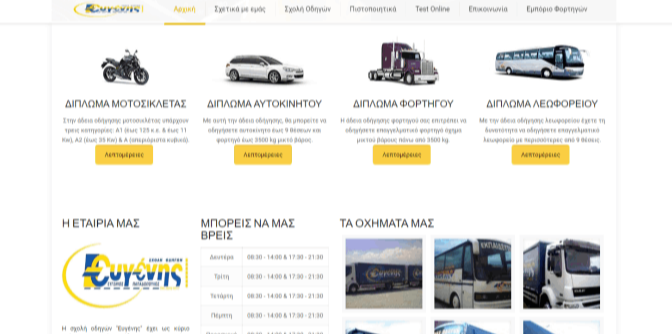 Ευγένης
Αρχική Σχετικά με εμάς Σχολή Οδηγών Πιστοποιητικά Test Online Επικοινωνία Εμπόριο Φορτηγών
ΔΙΠΛΩΜΑ ΜΟΤΟΣΙΚΛΕΤΑΣ
Στην άδεια οδήγησης μοτοσικλέτας υπάρχουν
τρεις κατηγορίες: Α1 (έως 125 κ.ε. & έως 11
Kw), Α2 (έως 35 Kw) & Α (απεριόριστα κυβικά).
Λεπτομέρειες
ΔΙΠΛΩΜΑ ΑΥΤΟΚΙΝΗΤΟΥ
Με αυτή την άδεια οδήγησης, θα μπορείτε να
οδηγήσετε αυτοκίνητο έως 9 θέσεων και
φορτηγό έως 3500 kg μικτό βάρος.
Λεπτομέρειες
ΔΙΠΛΩΜΑ ΦΟΡΤΗΓΟΥ
Η άδεια οδήγησης φορτηγού σας επιτρέπει να
οδηγήσετε επαγγελματικό φορτηγό όχημα
μικτού βάρους πάνω από 3500 kg.
Λεπτομέρειες
ΔΙΠΛΩΜΑ ΛΕΩΦΟΡΕΙΟΥ
Με την άδεια οδήγησης λεωφορείου έχετε τη
δυνατότητα να οδηγήσετε επαγγελματικό
λεωφορείο με περισσότερες από 9 θέσεις.
Λεπτομέρειες
Η ΕΤΑΙΡΙΑ ΜΑΣ
ΣΧΟΛΗ ΟΔΗΓΩΝ
Ευγένης
Η σχολή οδηγών "Ευγένης" έχει ως κύριο
ΜΠΟΡΕΙΣ ΝΑ ΜΑΣ
ΒΡΕΙΣ
Δευτέρα 08:30 - 14:00 & 17:30 - 21:30
Τρίτη 08:30 - 14:00 & 17:30 - 21:30
Τετάρτη 08:30 - 14:00 & 17:30 - 21:30
Πέμπτη 08:30 - 14:00 & 17:30 - 21:30
ΤΑ ΟΧΗΜΑΤΑ ΜΑΣ